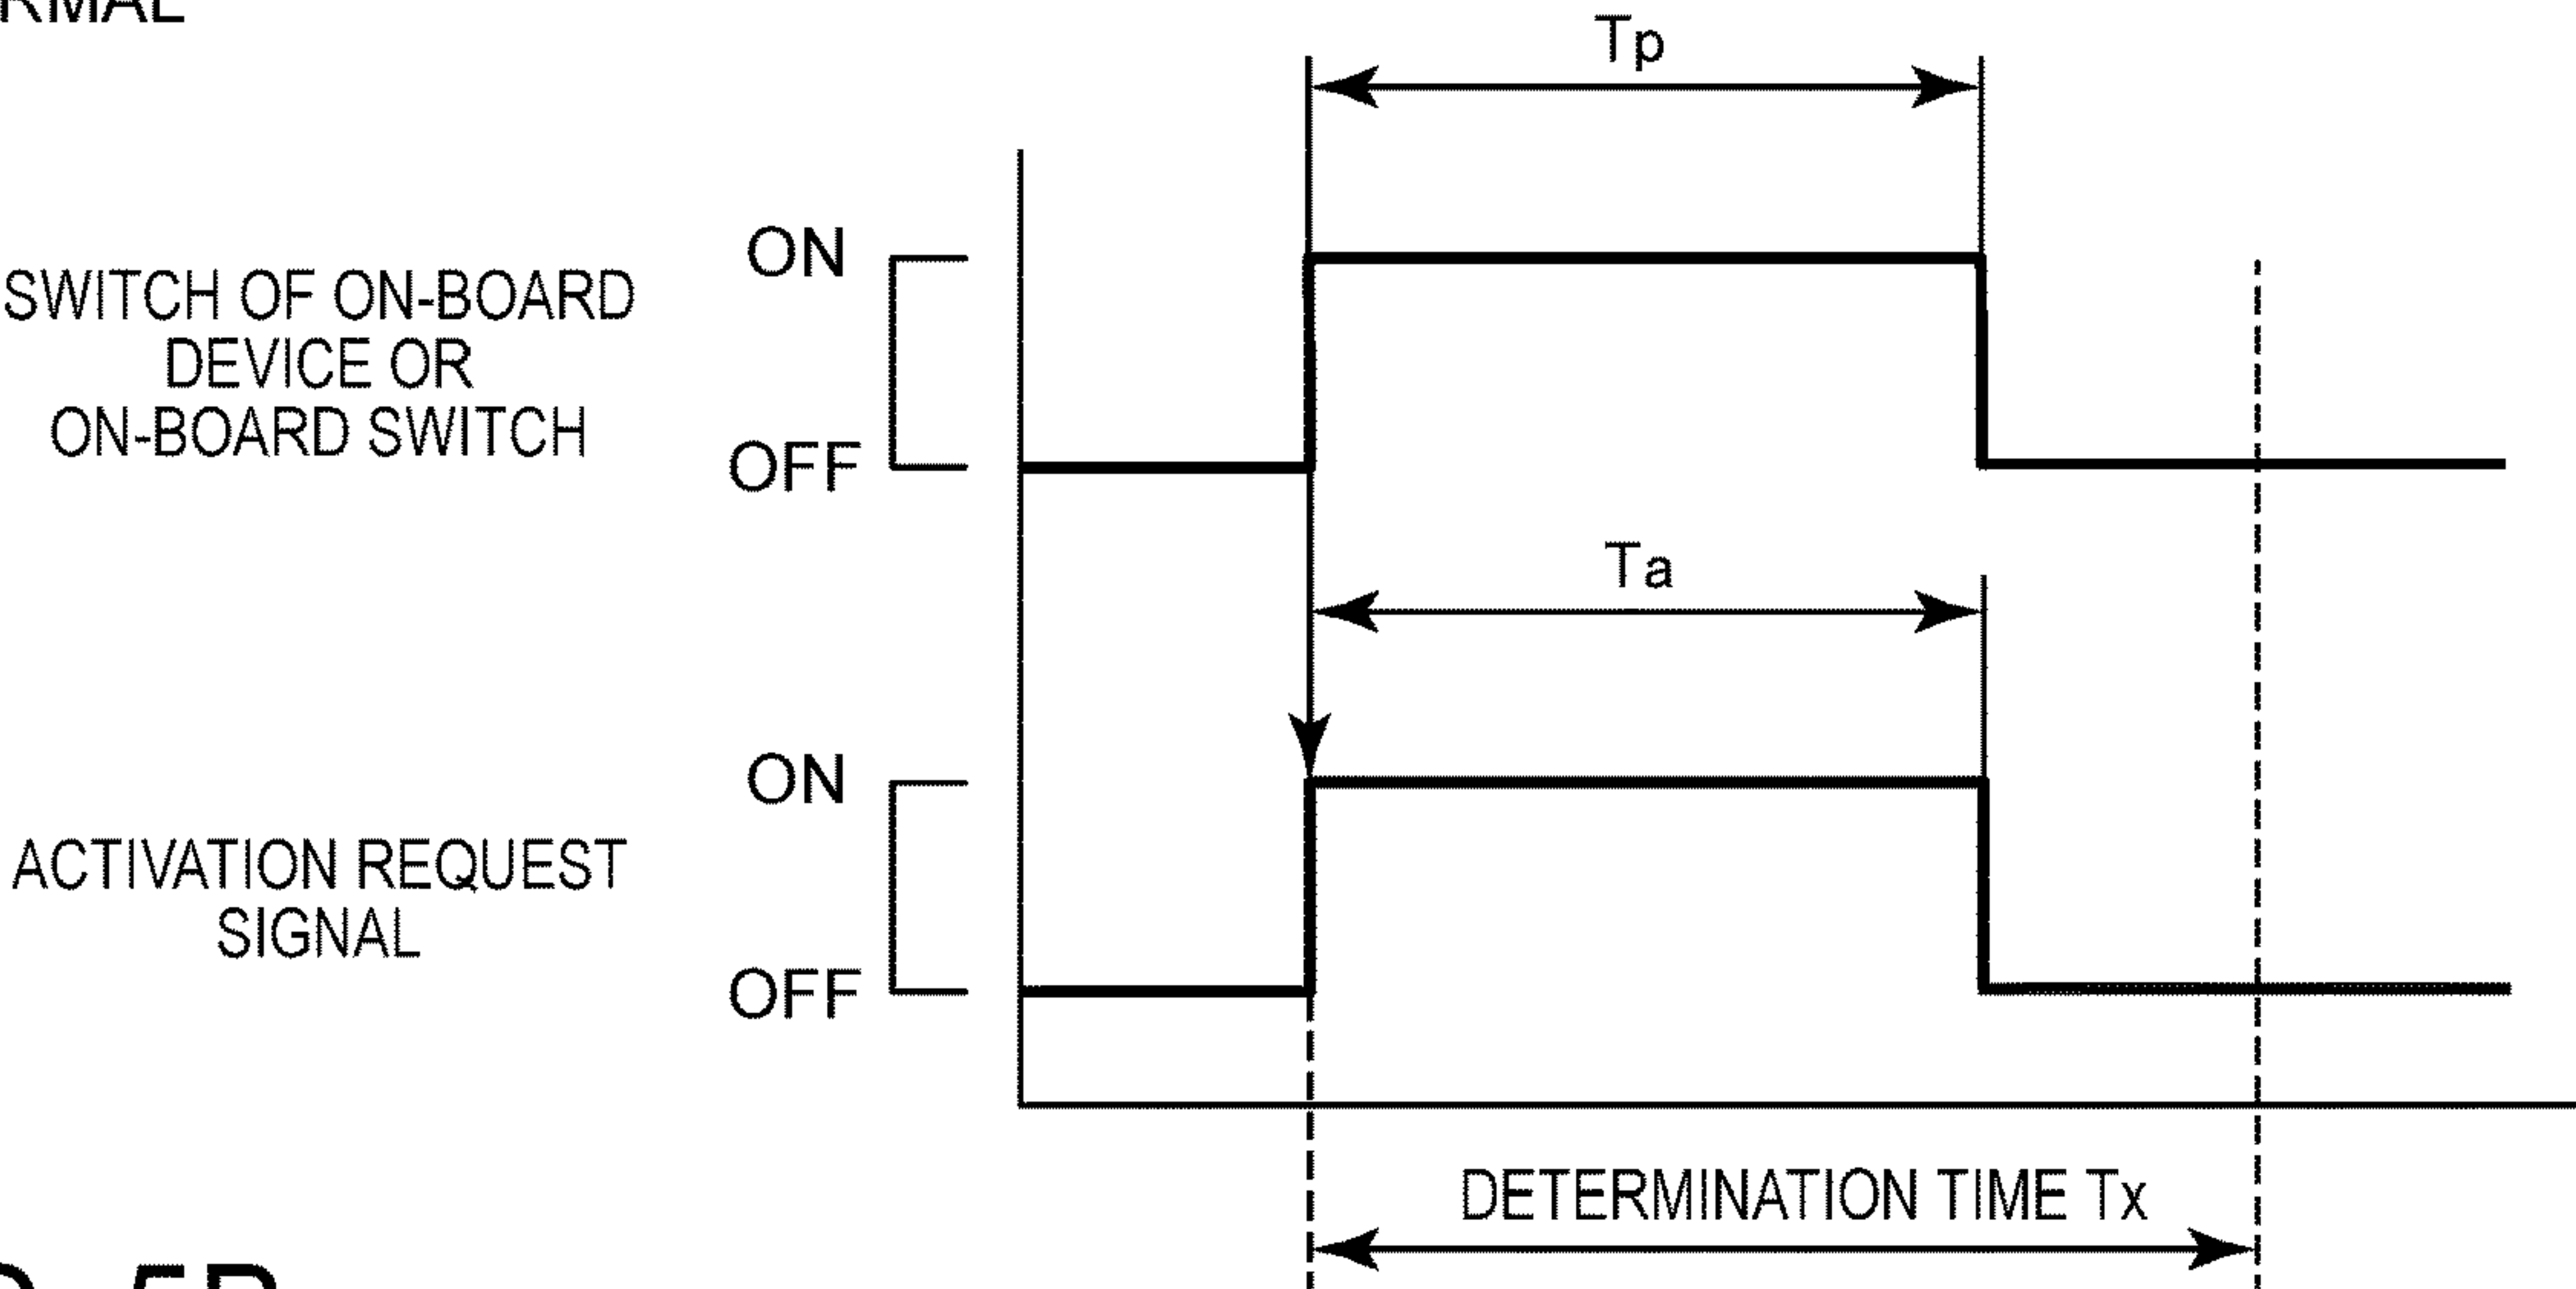 Tp
ON
SWITCH OF ON-BOARD
DEVICE OR
ON-BOARD SWITCH
OFF
Ta
ON
ACTIVATION REQUEST
SIGNAL
OFF
DETERMINATION TIME Tx